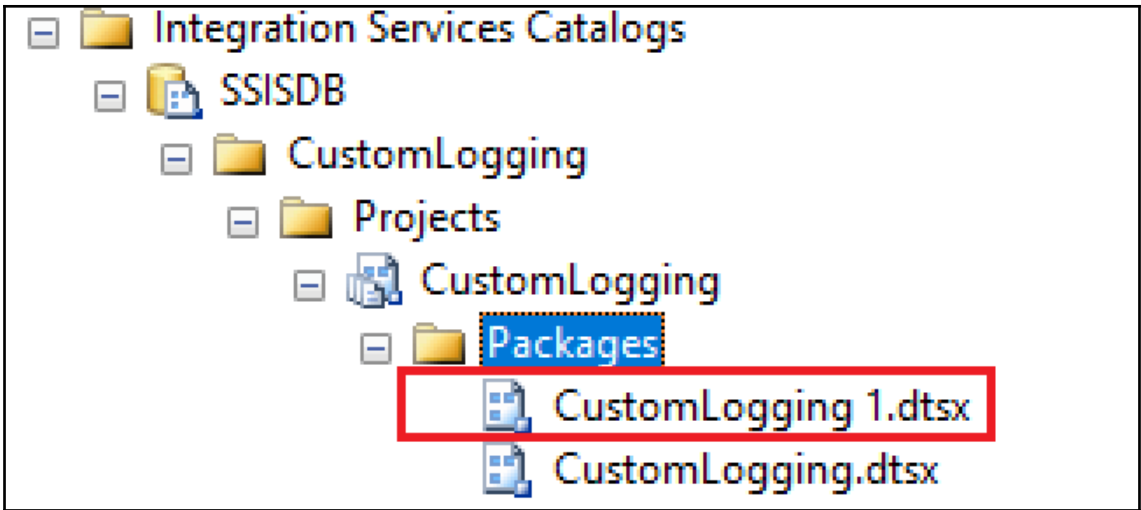 Integration Services Catalogs
SSISDB
CustomLogging
Projects
CustomLogging
Packages
CustomLogging 1.dtsx
CustomLogging.dtsx